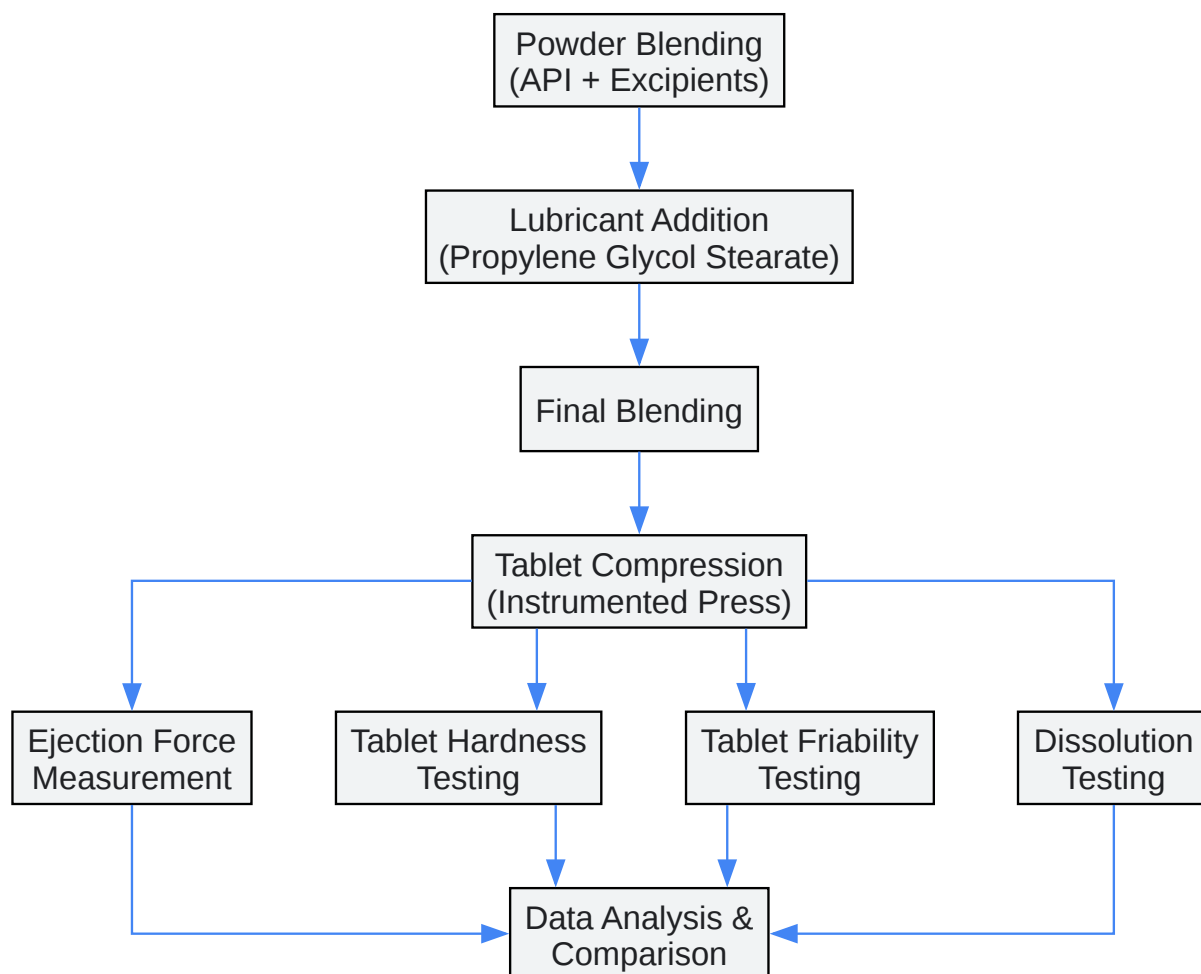 Powder Blending
(API + Excipients)
Lubricant Addition
(Propylene Glycol Stearate)
Final Blending
Tablet Compression
(Instrumented Press)
Ejection Force
Measurement
Tablet Hardness
Testing
Tablet Friability
Testing
Dissolution
Testing
Data Analysis &
Comparison